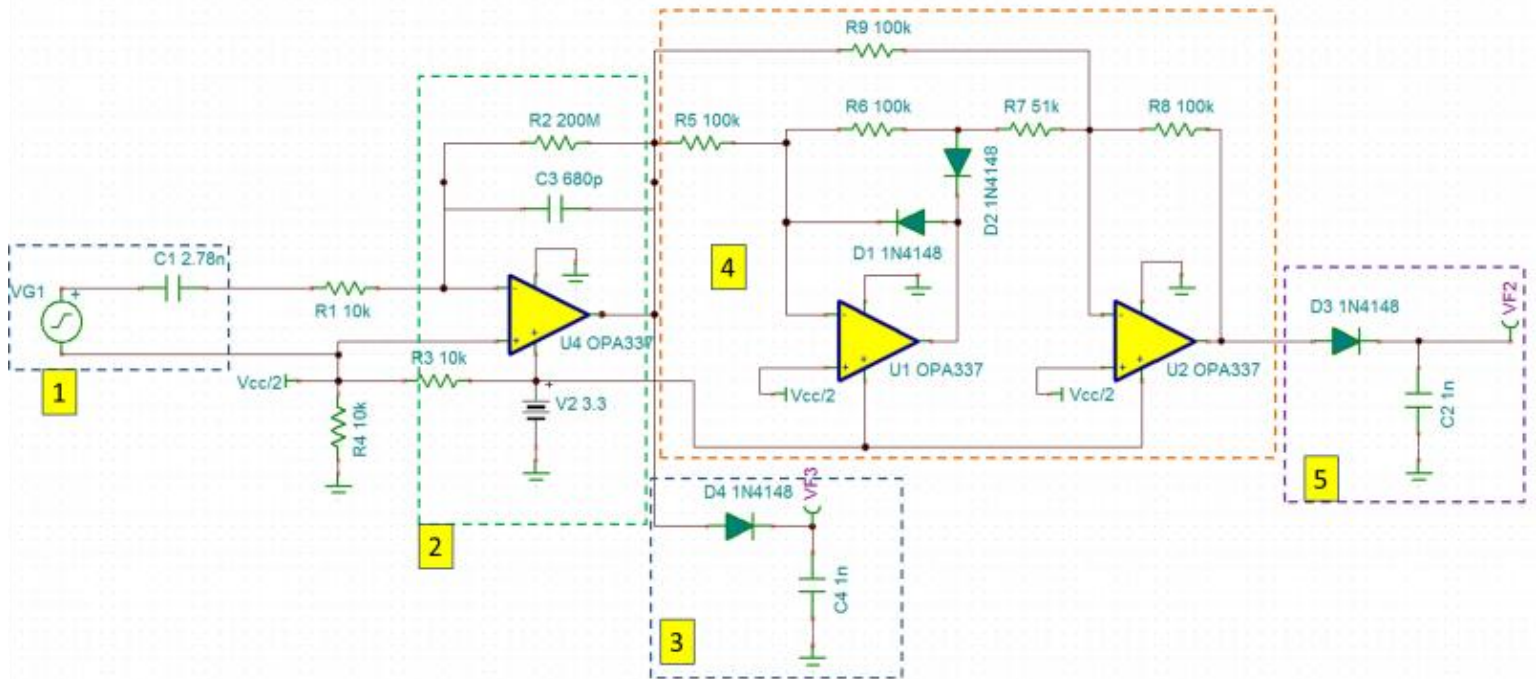 R9 100k
R2 200M
R5 100k
R6 100k
R7 51k
R8 100k
C3 680p
D2 1N4148
D1 1N4148
4
C1 2.78n
VG1
+
R1 10k
-
+
U4 OPA337
-
+
U1 OPA337
-
+
U2 OPA337
D3 1N4148
VF2
1
Vcc/2
R3 10k
+
V2 3.3
Vcc/2
Vcc/2
R4 10k
C2 1n
5
2
D4 1N4148
VF3
C4 1n
3